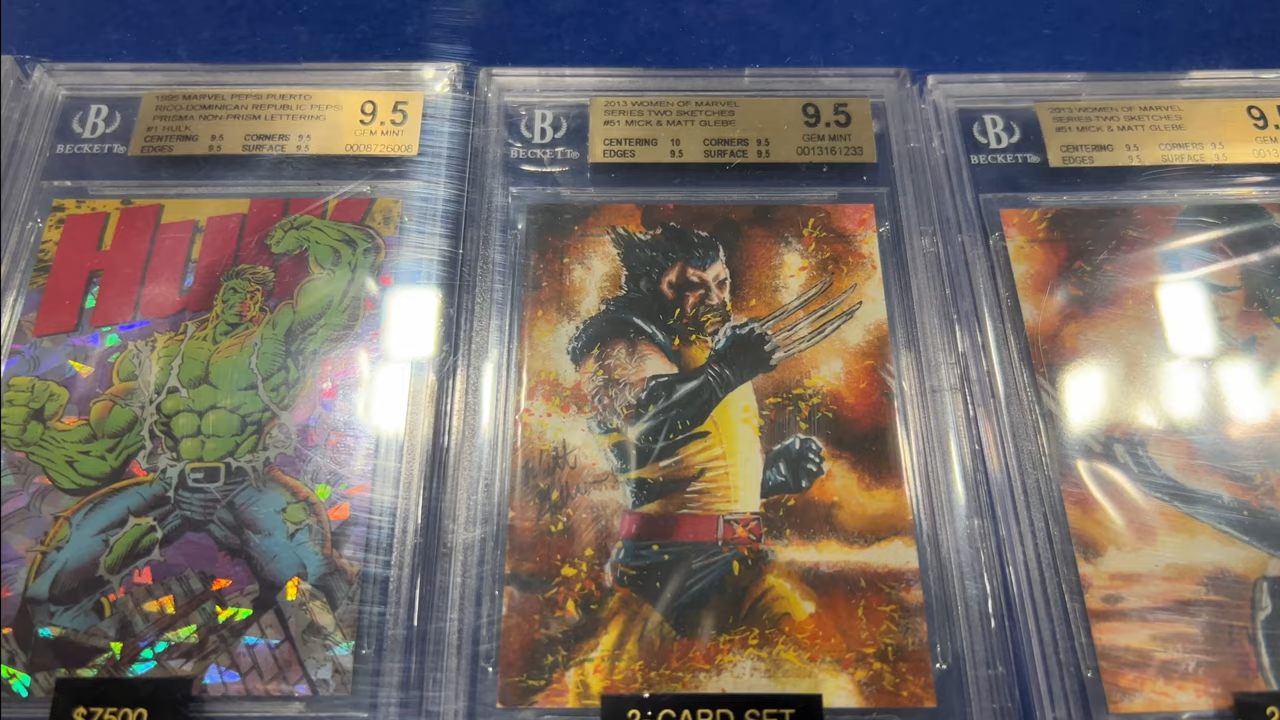 BECKETT®
1995 MARVEL PEPSI PUERTO
RICO-DOMINICAN REPUBLIC PEPSI
PRISMA NON-PRISM LETTERING
#1 HULK
CENTERING 9.5 CORNERS 9.5
EDGES 9.5 SURFACE 9.5
9.5
GEM MINT
0008726008
HULK
$7500
BECKETT®
2013 WOMEN OF MARVEL
SERIES TWO SKETCHES
#51 MICK & MATT GLEBE
CENTERING 10 CORNERS 9.5
EDGES 9.5 SURFACE 9.5
9.5
GEM MINT
0013161233
CARD SET
BECKETT®
2013 WOMEN OF MARVEL
SERIES TWO SKETCHES
#51 MICK & MATT GLEBE
CENTERING 9.5 CORNERS 9.5
EDGES 9.5 SURFACE 9.5
9.
GEM MINT